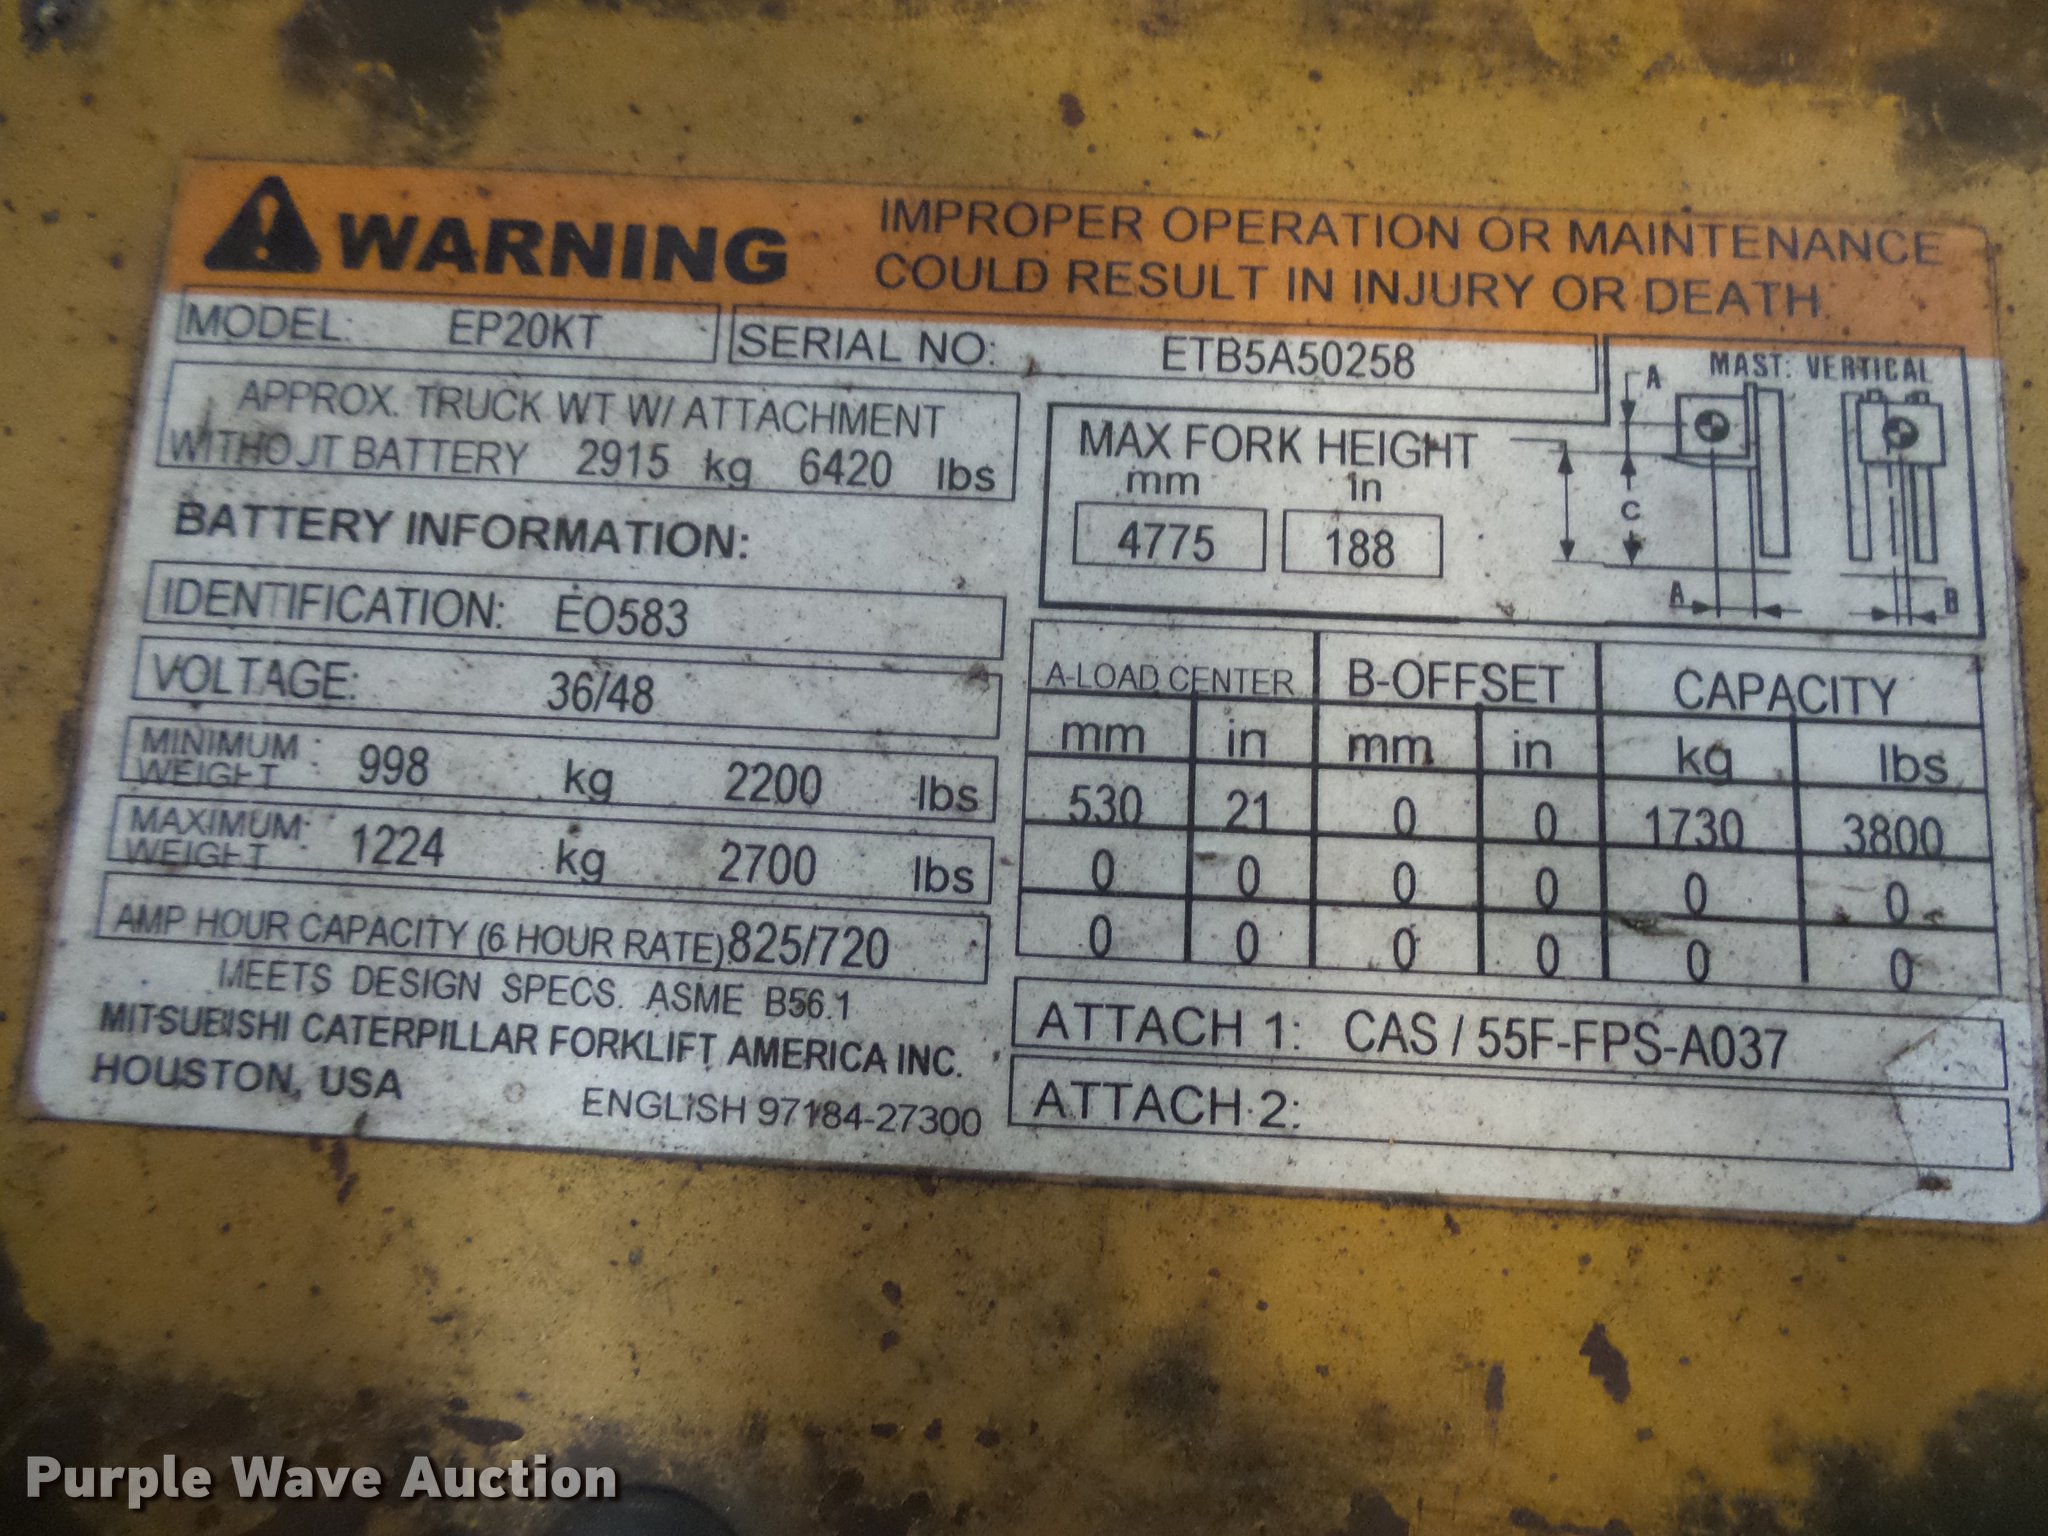 WARNING
IMPROPER OPERATION OR MAINTENANCE
COULD RESULT IN INJURY OR DEATH.
MODEL: EP20KT
SERIAL NO: ETB5A50258
APPROX. TRUCK WT W/ ATTACHMENT
WITHOUT BATTERY 2915 kg 6420 lbs
BATTERY INFORMATION:
IDENTIFICATION: EO583
VOLTAGE: 36/48
MINIMUM WEIGHT : 998 kg 2200 lbs
MAXIMUM WEIGHT : 1224 kg 2700 lbs
AMP HOUR CAPACITY (6 HOUR RATE) 825/720
MEETS DESIGN SPECS. ASME B56.1
MITSUBISHI CATERPILLAR FORKLIFT AMERICA INC.
HOUSTON, USA
ENGLISH 97184-27300
MAX FORK HEIGHT
mm in
4775 188
MAST: VERTICAL
A
C
A B
A-LOAD CENTER B-OFFSET CAPACITY
mm in mm in kg lbs
530 21 0 0 1730 3800
0 0 0 0 0 0
0 0 0 0 0 0
ATTACH 1: CAS / 55F-FPS-A037
ATTACH 2:
Purple Wave Auction